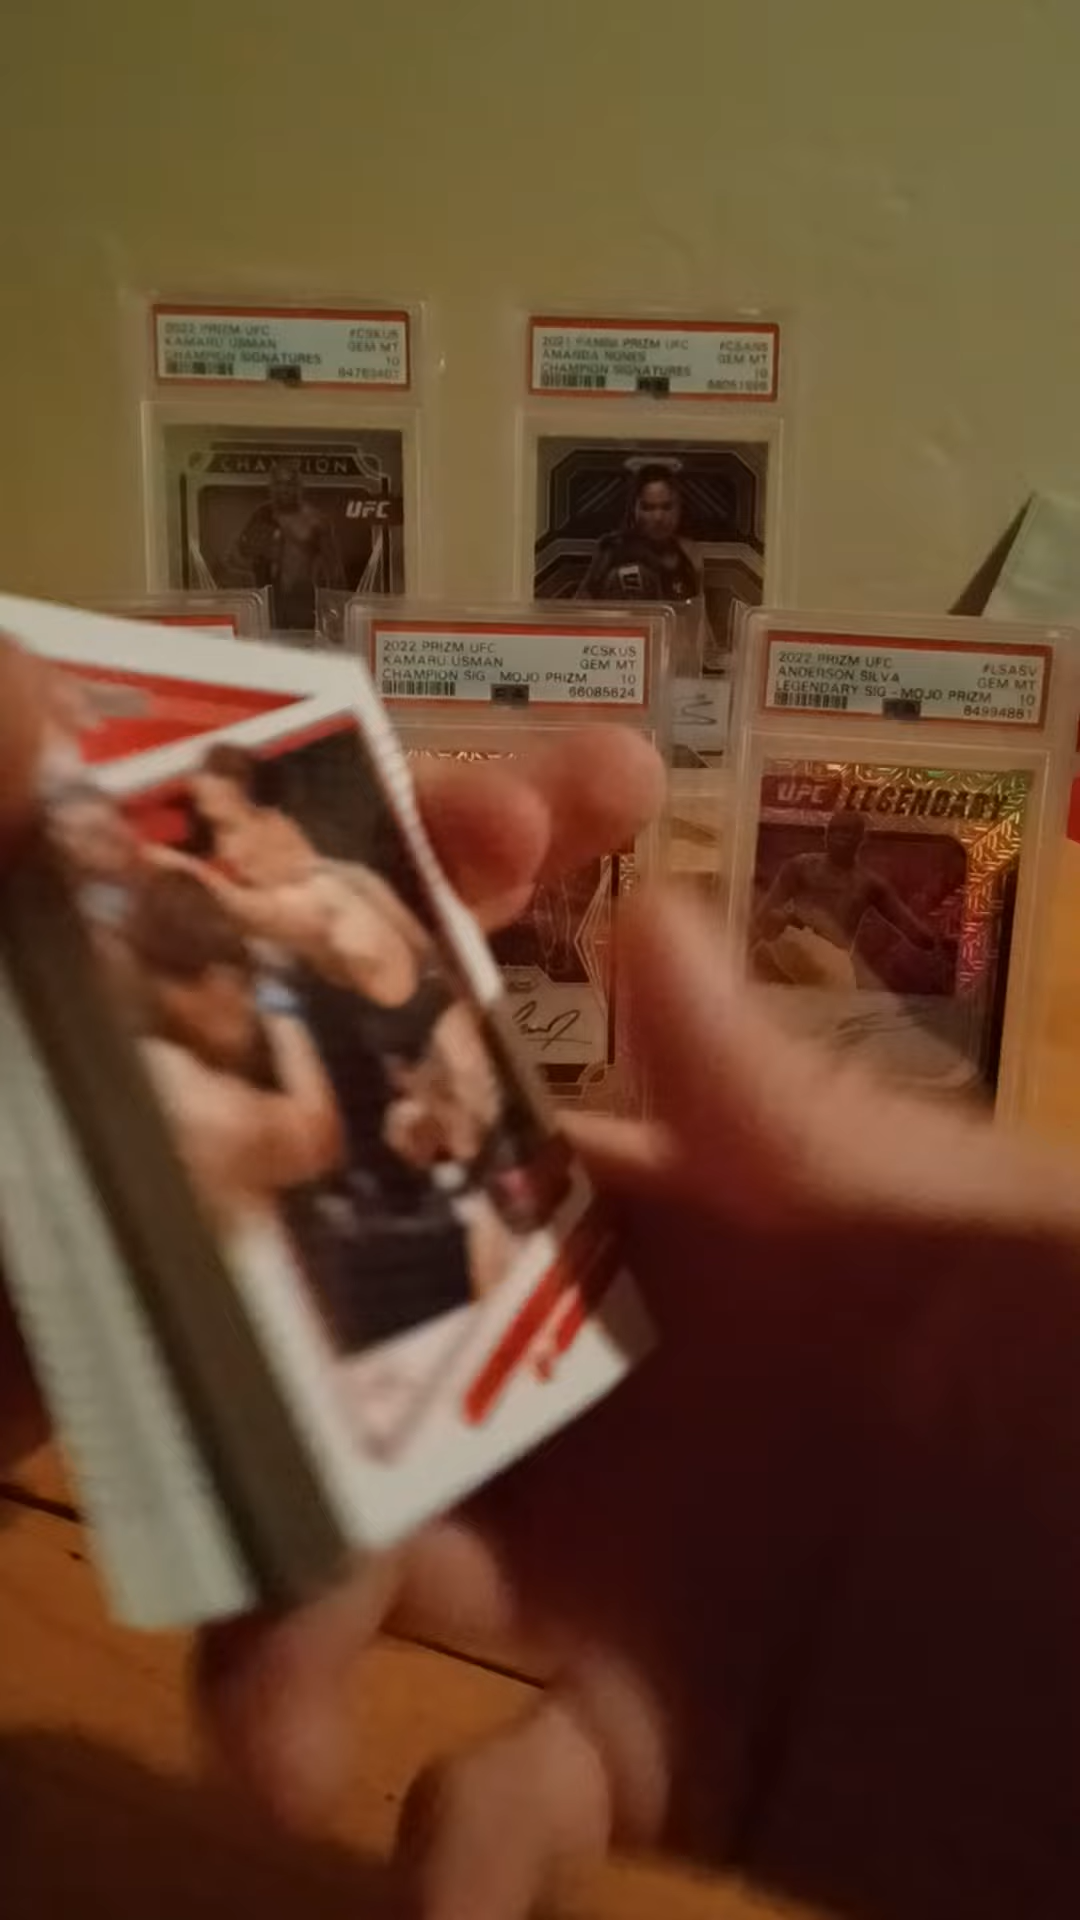 2022 PRIZM UFC #CSKUS
KAMARU USMAN GEM MT
CHAMPION SIGNATURES 10
2021 PANINI PRIZM UFC #CSANS
AMANDA NUNES GEM MT
CHAMPION SIGNATURES 10
CHAMPION
UFC
2022 PRIZM UFC #CSKUS
KAMARU USMAN GEM MT
CHAMPION SIG - MOJO PRIZM 10
66085624
2022 PRIZM UFC #LSASV
ANDERSON SILVA GEM MT
LEGENDARY SIG - MOJO PRIZM 10
84994881
UFC LEGENDARY